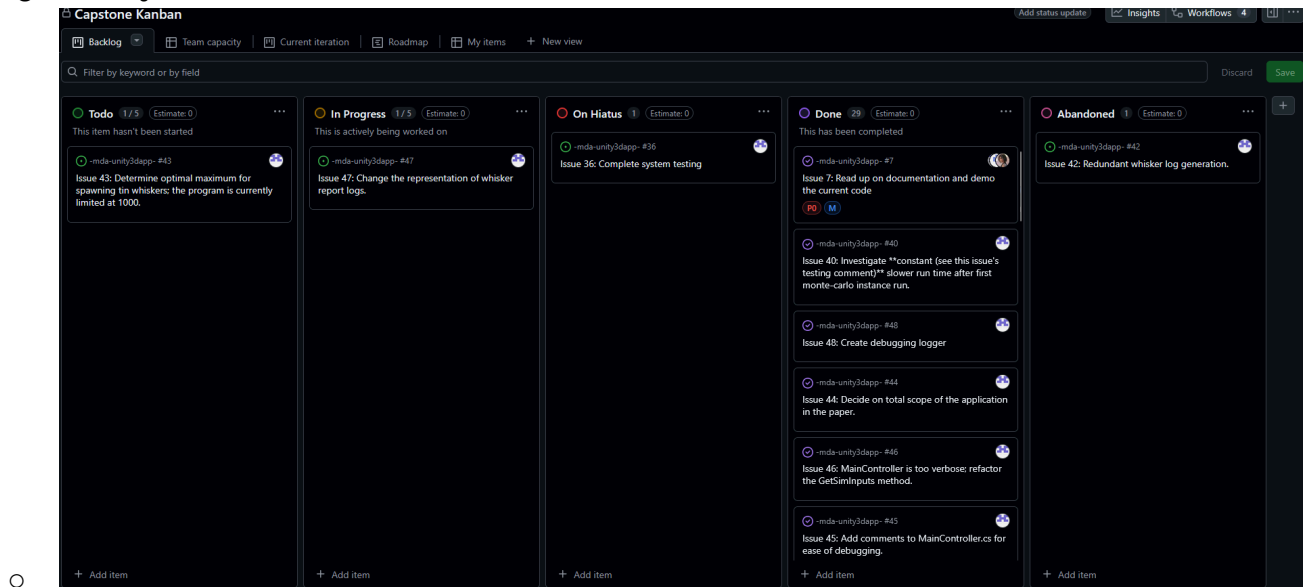 Capstone Kanban
Add status update
Insights
Workflows 4
Backlog
Team capacity
Current iteration
Roadmap
My items
+ New view
Filter by keyword or by field
Discard
Save
Todo 1/5 Estimate: 0
This item hasn't been started
-mda-unity3dapp- #43
Issue 43: Determine optimal maximum for
spawning tin whiskers; the program is currently
limited at 1000.
+ Add item
In Progress 1/5 Estimate: 0
This is actively being worked on
-mda-unity3dapp- #47
Issue 47: Change the representation of whisker
report logs.
+ Add item
On Hiatus 1 Estimate: 0
-mda-unity3dapp- #36
Issue 36: Complete system testing
+ Add item
Done 29 Estimate: 0
This has been completed
-mda-unity3dapp- #7
Issue 7: Read up on documentation and demo
the current code
P0 M
-mda-unity3dapp- #40
Issue 40: Investigate **constant (see this issue's
testing comment)** slower run time after first
monte-carlo instance run.
-mda-unity3dapp- #48
Issue 48: Create debugging logger
-mda-unity3dapp- #44
Issue 44: Decide on total scope of the application
in the paper.
-mda-unity3dapp- #46
Issue 46: MainController is too verbose; refactor
the GetSimInputs method.
-mda-unity3dapp- #45
Issue 45: Add comments to MainController.cs for
ease of debugging.
+ Add item
Abandoned 1 Estimate: 0
-mda-unity3dapp- #42
Issue 42: Redundant whisker log generation.
+ Add item